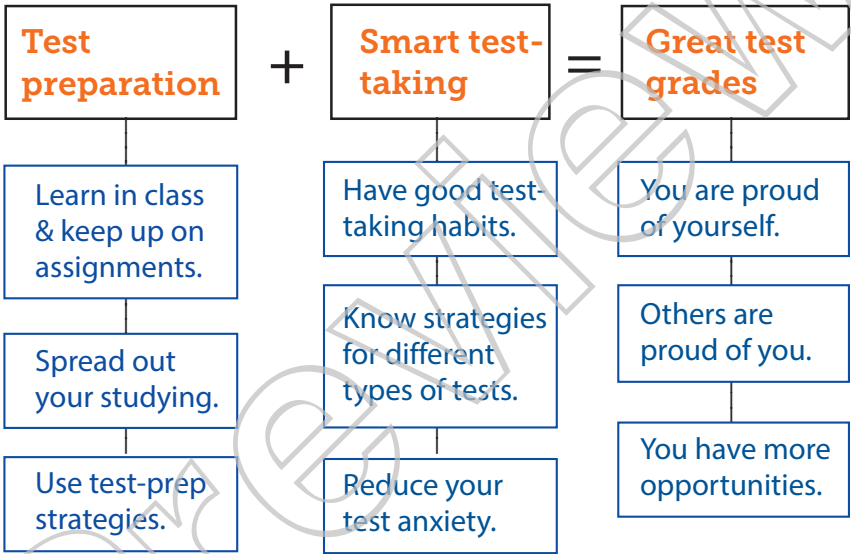 Test
preparation
+
Smart test-
taking
=
Great test
grades
Learn in class
& keep up on
assignments.
Spread out
your studying.
Use test-prep
strategies.
Have good test-
taking habits.
Know strategies
for different
types of tests.
Reduce your
test anxiety.
You are proud
of yourself.
Others are
proud of you.
You have more
opportunities.
Preview